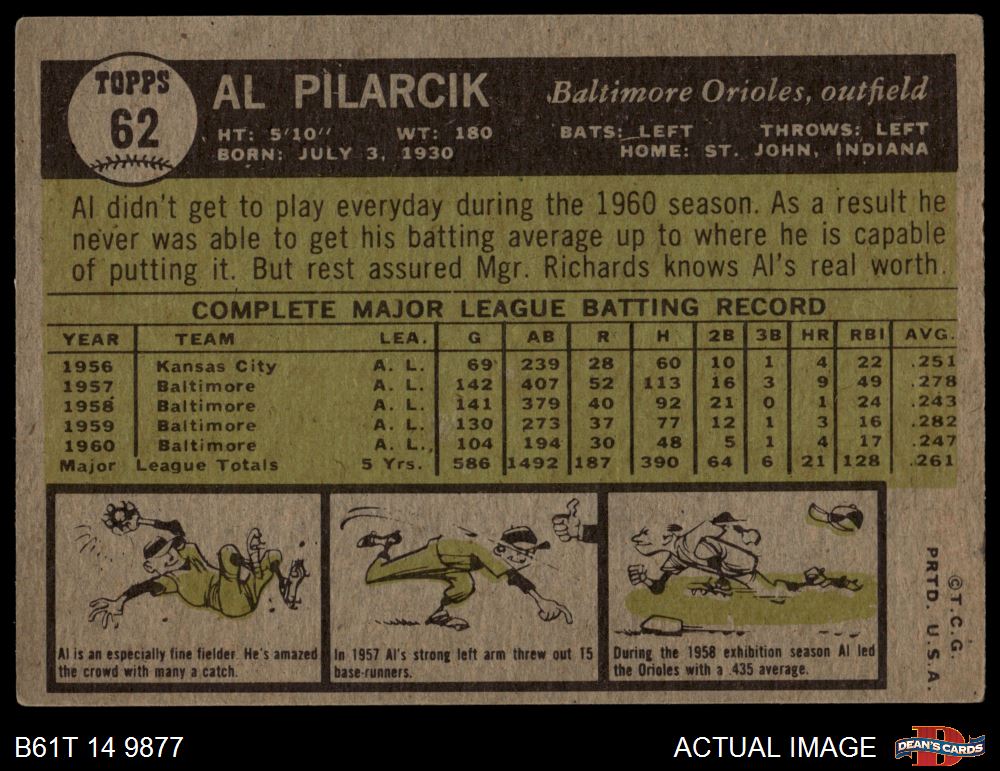 TOPPS
62
AL PILARCIK
Baltimore Orioles, outfield
HT: 5'10" WT: 180 BATS: LEFT THROWS: LEFT
BORN: JULY 3, 1930 HOME: ST. JOHN, INDIANA
Al didn't get to play everyday during the 1960 season. As a result he
never was able to get his batting average up to where he is capable
of putting it. But rest assured Mgr. Richards knows Al's real worth.
COMPLETE MAJOR LEAGUE BATTING RECORD
YEAR TEAM LEA. G AB R H 2B 3B HR RBI AVG.
1956 Kansas City A. L. 69 239 28 60 10 1 4 22 .251
1957 Baltimore A. L. 142 407 52 113 16 3 9 49 .278
1958 Baltimore A. L. 141 379 40 92 21 0 1 24 .243
1959 Baltimore A. L. 130 273 37 77 12 1 3 16 .282
1960 Baltimore A. L. 104 194 30 48 5 1 4 17 .247
Major League Totals 5 Yrs. 586 1492 187 390 64 6 21 128 .261
Al is an especially fine fielder. He's amazed
the crowd with many a catch.
In 1957 Al's strong left arm threw out 15
base-runners.
During the 1958 exhibition season Al led
the Orioles with a .435 average.
©T.C.G.
PRTD. U.S.A.
B61T 14 9877
ACTUAL IMAGE
DEAN'S CARDS